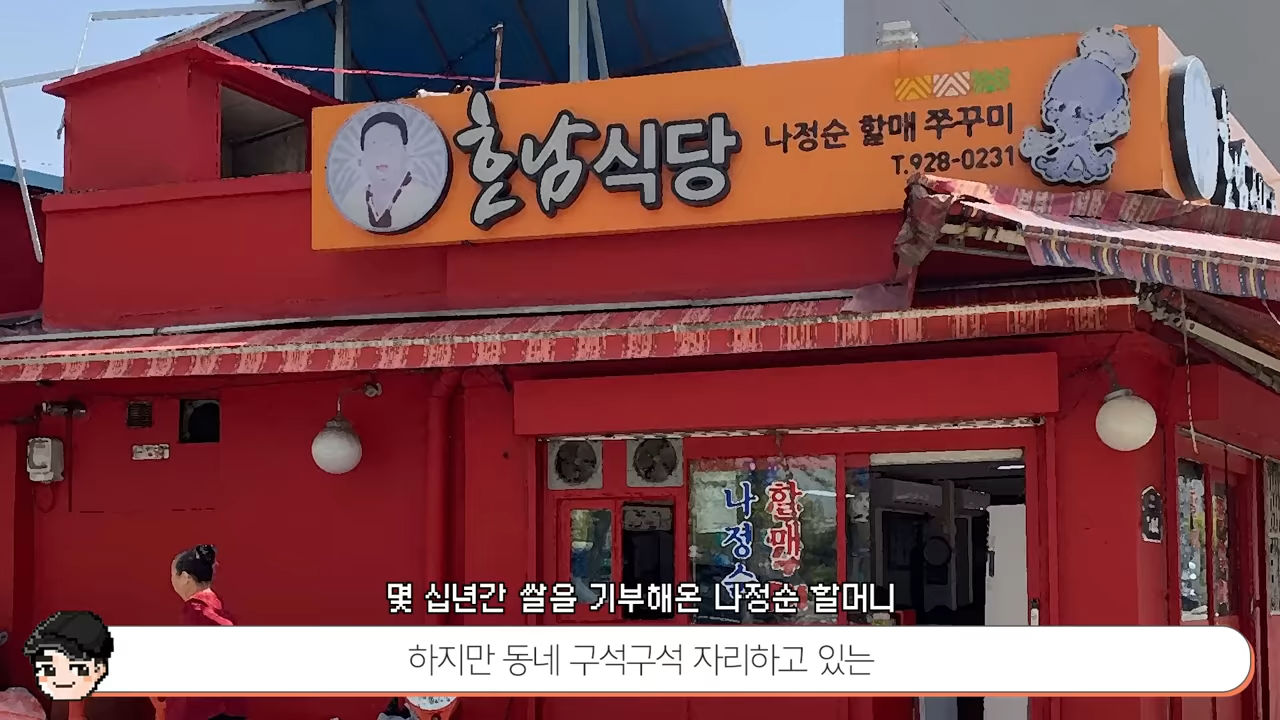 호남식당
나정순 할매 쭈꾸미
T.928-0231
나정순
할매
몇 십년간 쌀을 기부해온 나정순 할머니
하지만 동네 구석구석 자리하고 있는